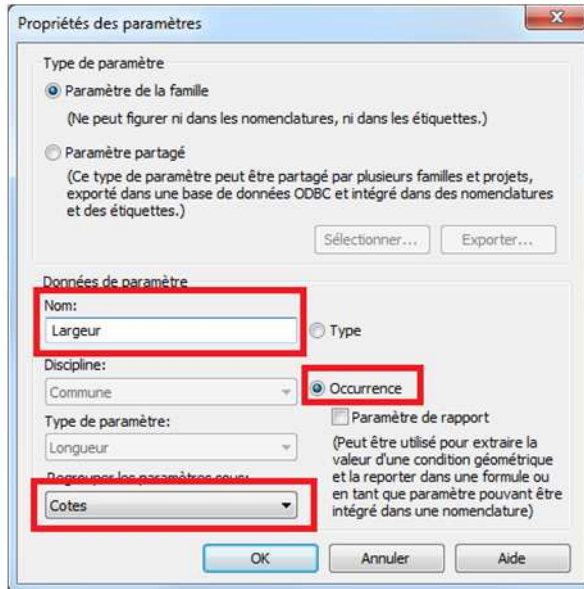 Propriétés des paramètres
Type de paramètre
Paramètre de la famille
(Ne peut figurer ni dans les nomenclatures, ni dans les étiquettes.)
Paramètre partagé
(Ce type de paramètre peut être partagé par plusieurs familles et projets,
exporté dans une base de données ODBC et intégré dans des nomenclatures
et des étiquettes.)
Sélectionner... Exporter...
Données de paramètre
Nom:
Largeur
Type
Discipline:
Commune
Occurrence
Type de paramètre:
Paramètre de rapport
Longueur
(Peut être utilisé pour extraire la
valeur d'une condition géométrique
et la reporter dans une formule ou
en tant que paramètre pouvant être
intégré dans une nomenclature)
Regrouper les paramètres sous:
Cotes
OK Annuler Aide